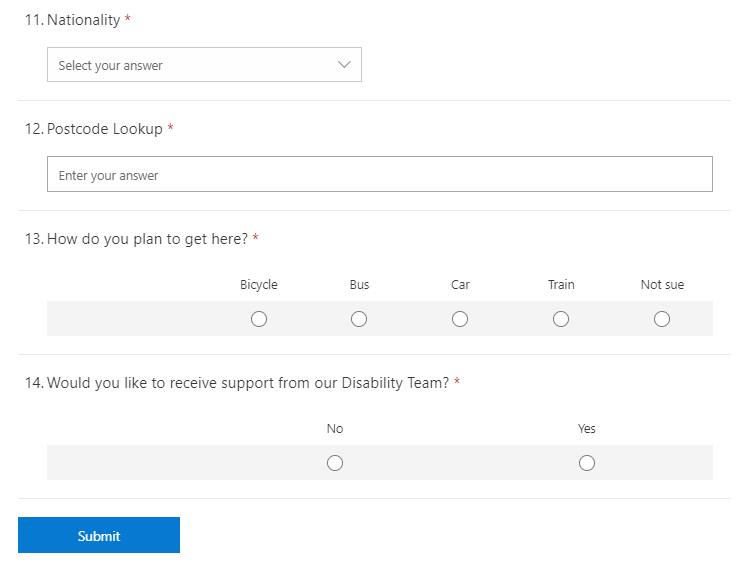 11. Nationality *
Select your answer
12. Postcode Lookup *
Enter your answer
13. How do you plan to get here? *
Bicycle Bus Car Train Not sue
14. Would you like to receive support from our Disability Team? *
No Yes
Submit